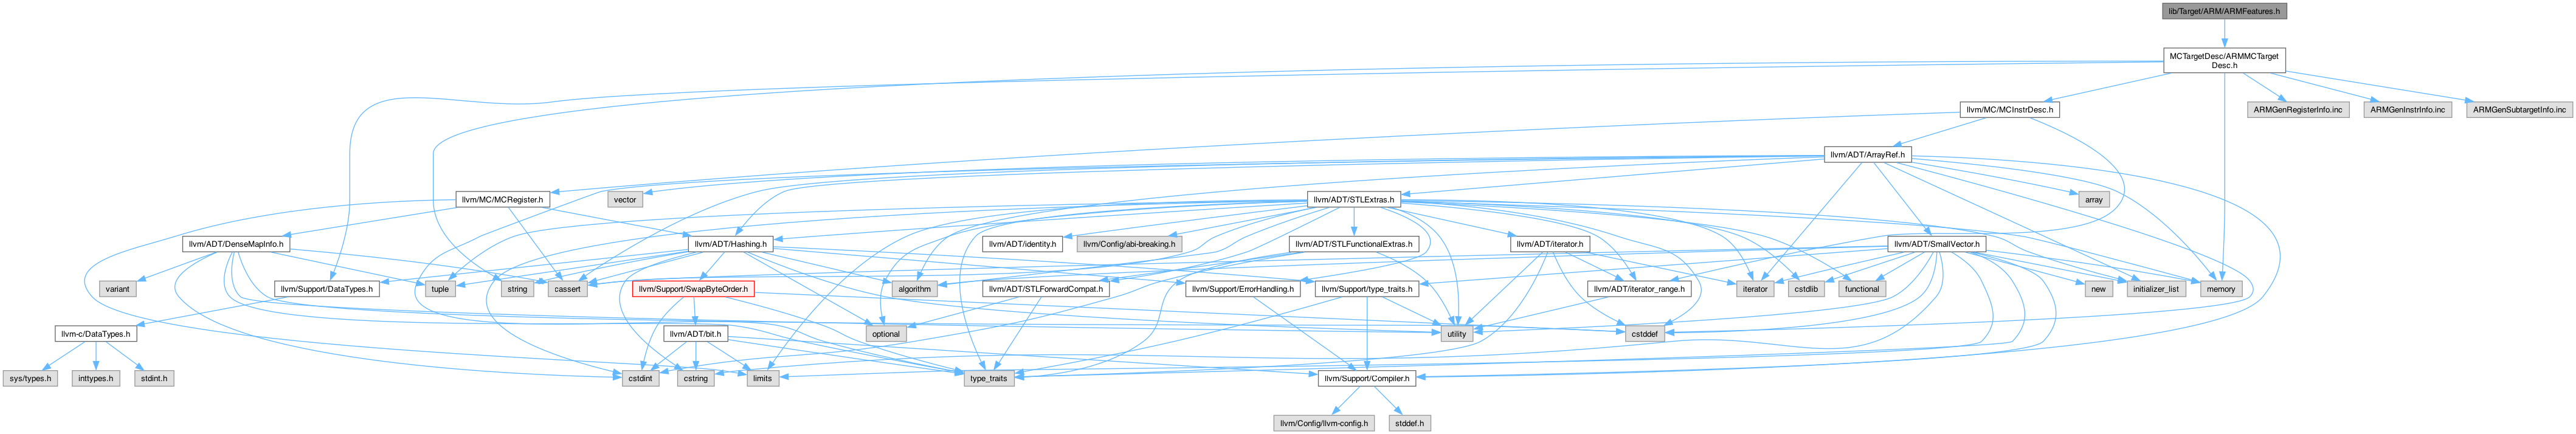 lib/Target/ARM/ARMFeatures.h
MCTargetDesc/ARMMCTarget
Desc.h
llvm/MC/MCInstrDesc.h
ARMGenRegisterInfo.inc
ARMGenInstrInfo.inc
ARMGenSubtargetInfo.inc
llvm/ADT/ArrayRef.h
llvm/MC/MCRegister.h
vector
llvm/ADT/STLExtras.h
array
llvm/ADT/DenseMapInfo.h
llvm/ADT/Hashing.h
llvm/ADT/identity.h
llvm/Config/abi-breaking.h
llvm/ADT/STLFunctionalExtras.h
llvm/ADT/iterator.h
llvm/ADT/SmallVector.h
variant
llvm/Support/DataTypes.h
tuple
string
cassert
llvm/Support/SwapByteOrder.h
algorithm
llvm/ADT/STLForwardCompat.h
llvm/Support/ErrorHandling.h
llvm/Support/type_traits.h
llvm/ADT/iterator_range.h
iterator
cstdlib
functional
new
initializer_list
memory
llvm-c/DataTypes.h
llvm/ADT/bit.h
optional
utility
cstddef
sys/types.h
inttypes.h
stdint.h
cstdint
cstring
limits
type_traits
llvm/Support/Compiler.h
llvm/Config/llvm-config.h
stddef.h